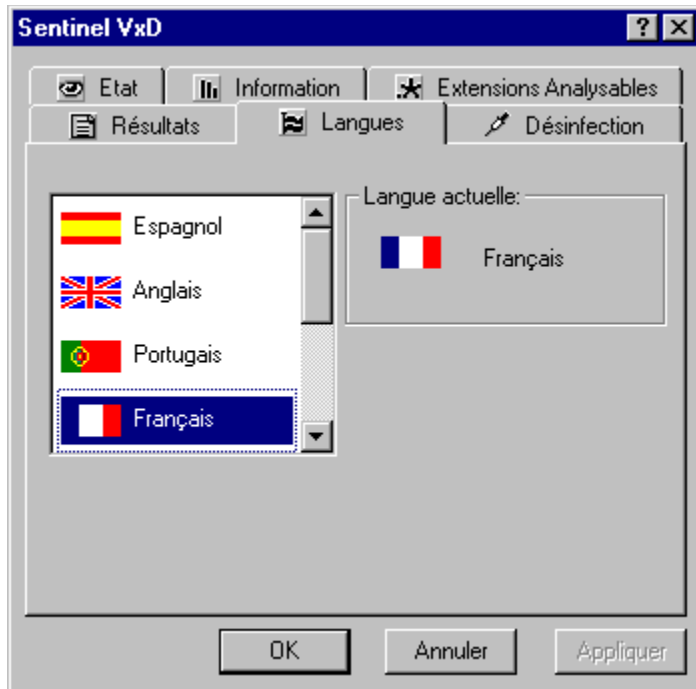 Sentinel VxD
Etat Information Extensions Analysables
Résultats Langues Désinfection
Espagnol
Anglais
Portugais
Français
Langue actuelle:
Français
OK Annuler Appliquer